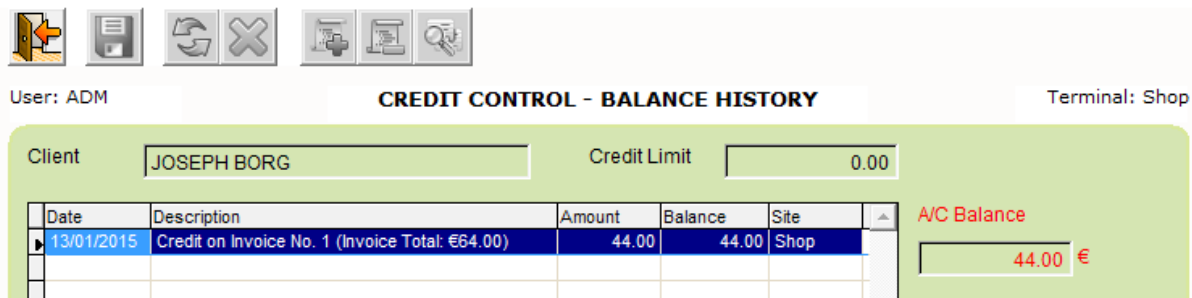 User: ADM CREDIT CONTROL - BALANCE HISTORY Terminal: Shop
Client JOSEPH BORG Credit Limit 0.00
Date Description Amount Balance Site A/C Balance
13/01/2015 Credit on Invoice No. 1 (Invoice Total: €64.00) 44.00 44.00 Shop
44.00 €